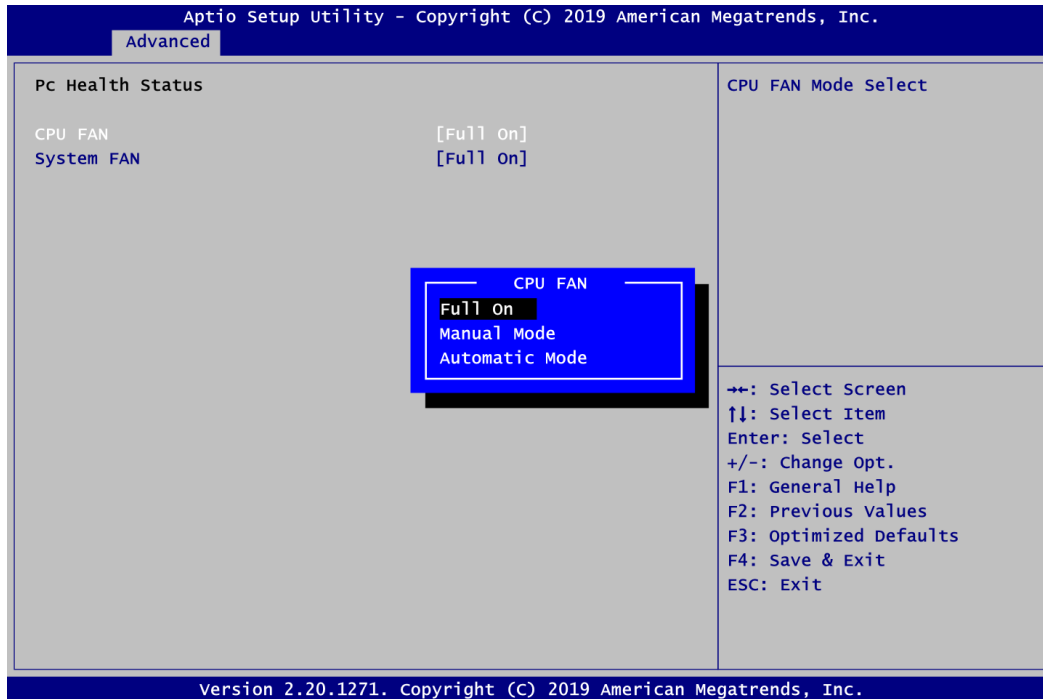 Aptio Setup Utility – Copyright (C) 2019 American Megatrends, Inc.
Advanced
Pc Health Status
CPU FAN [Full On]
System FAN [Full On]
CPU FAN Mode Select
CPU FAN
Full On
Manual Mode
Automatic Mode
→←: Select Screen
↑↓: Select Item
Enter: Select
+/-: Change Opt.
F1: General Help
F2: Previous Values
F3: Optimized Defaults
F4: Save & Exit
ESC: Exit
Version 2.20.1271. Copyright (C) 2019 American Megatrends, Inc.